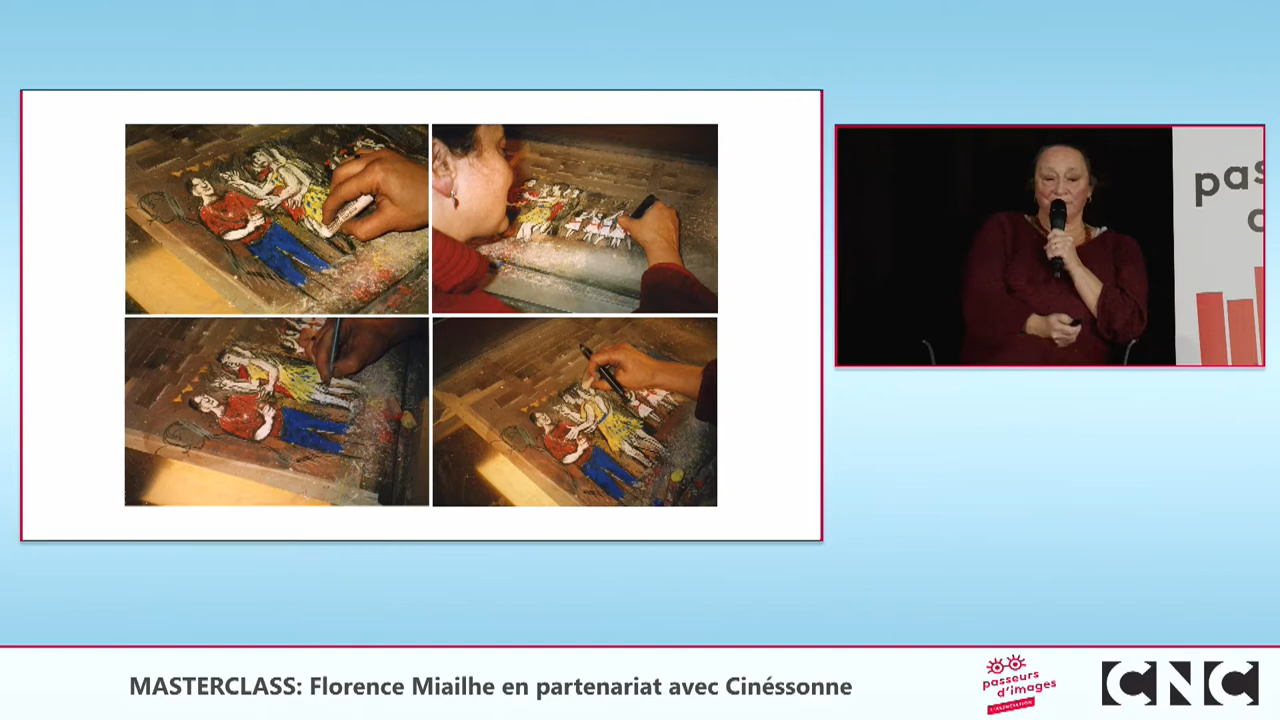 pas
MASTERCLASS: Florence Miailhe en partenariat avec Cinéssonne
passeurs
d'images
CNC